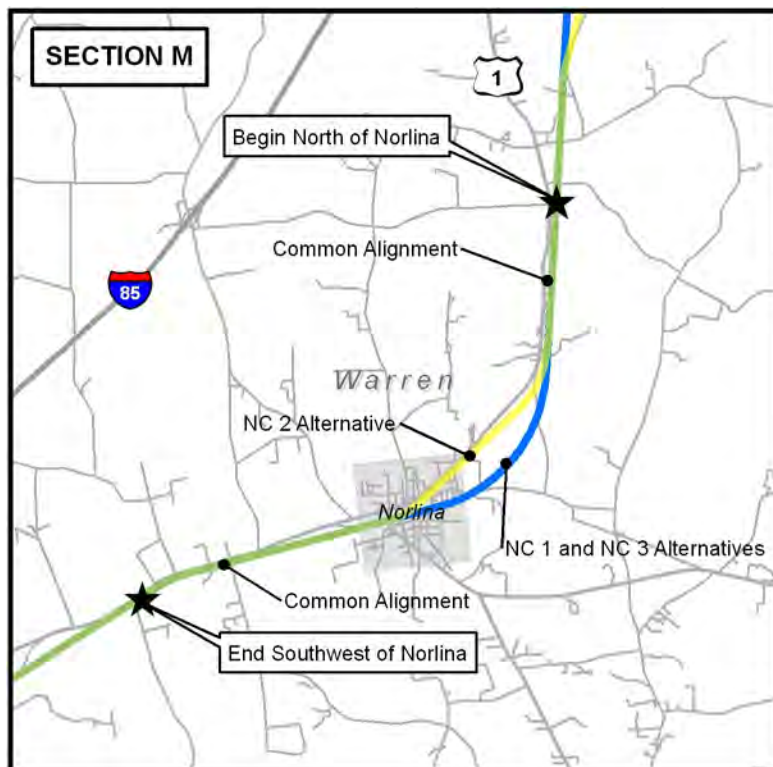 SECTION M
1
Begin North of Norlina
Common Alignment
85
Warren
NC 2 Alternative
Norlina
NC 1 and NC 3 Alternatives
Common Alignment
End Southwest of Norlina